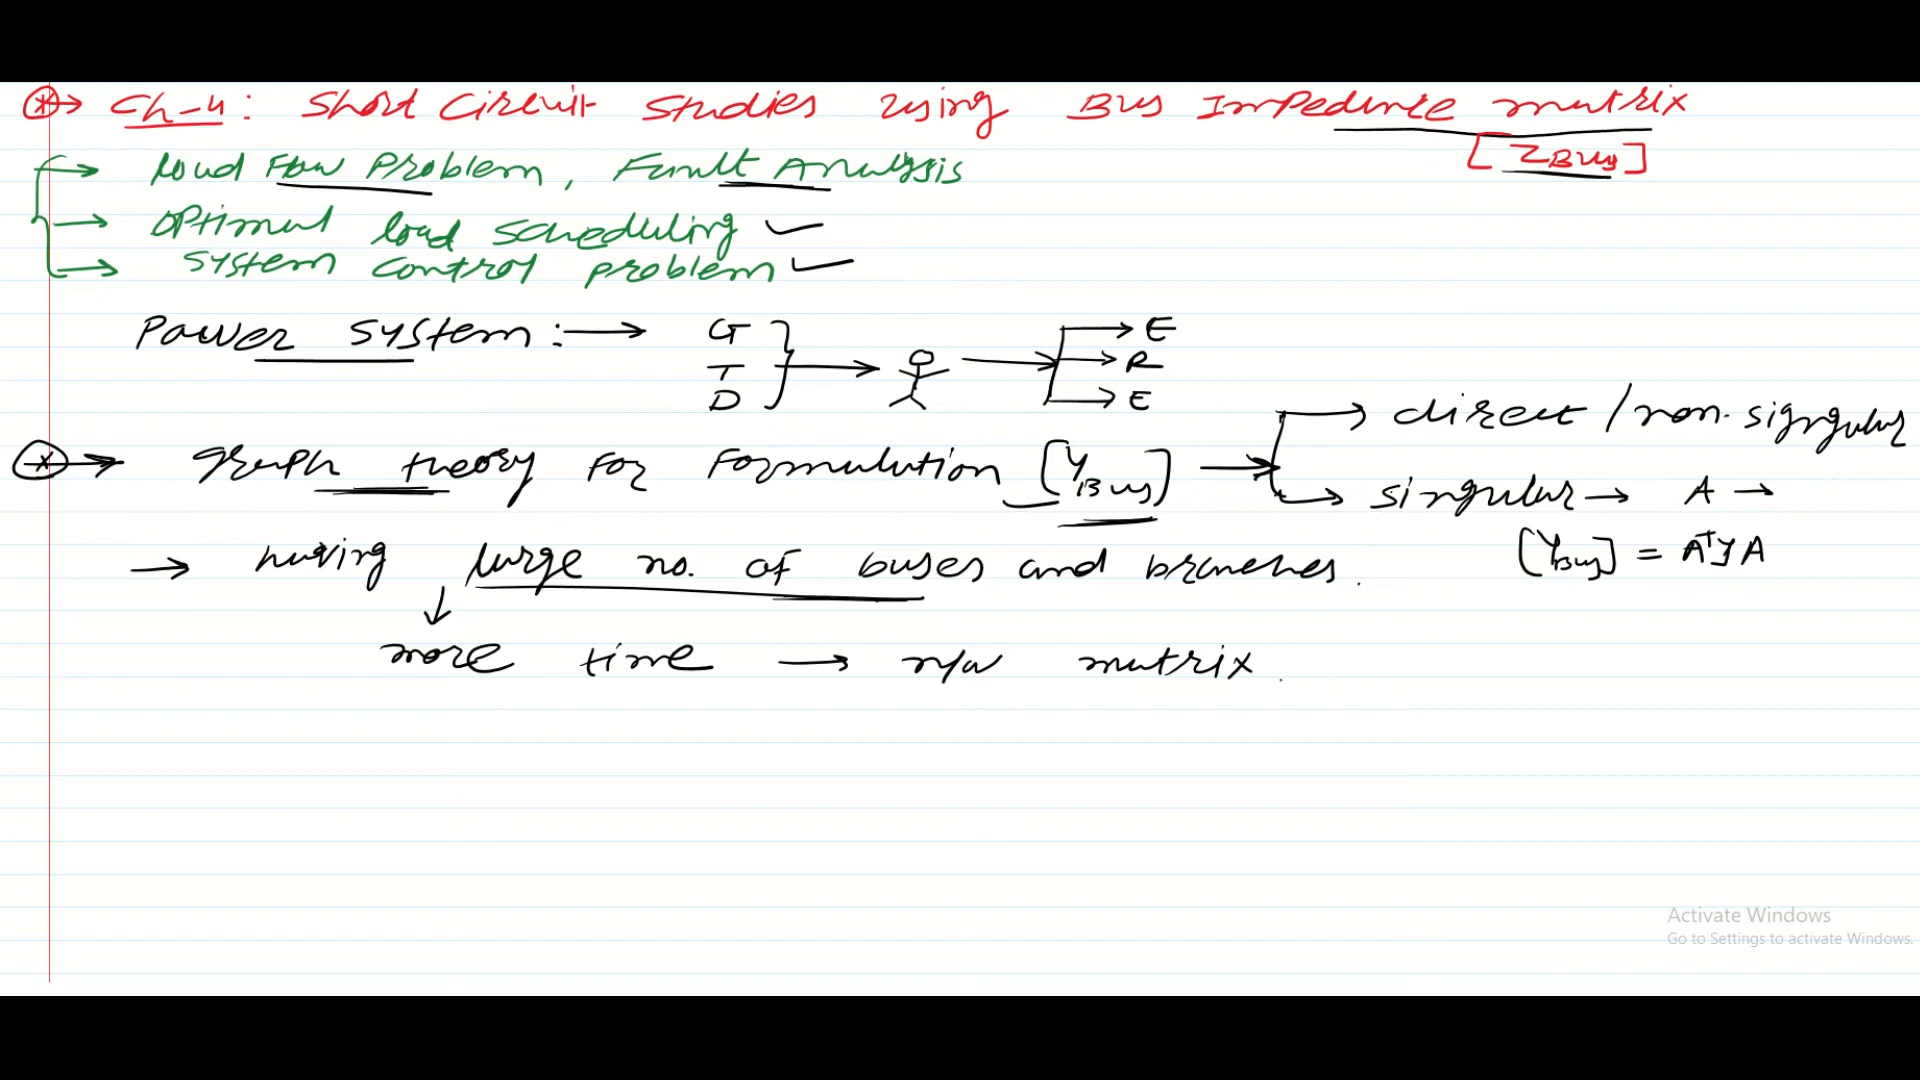 Ch-4: Short Circuit Studies using Bus Impedance matrix
[ZBus]
→ Load Flow Problem, Fault Analysis
→ Optimal load scheduling ✓
→ System control problem ✓
Power system :→ G T D → → E R E
→ Graph theory for Formulation [YBus] → → direct / non-signgular
→ singular → A →
[YBus] = AᵀyA
→ having large no. of buses and branches.
↓
more time → n/w matrix.
Activate Windows
Go to Settings to activate Windows.